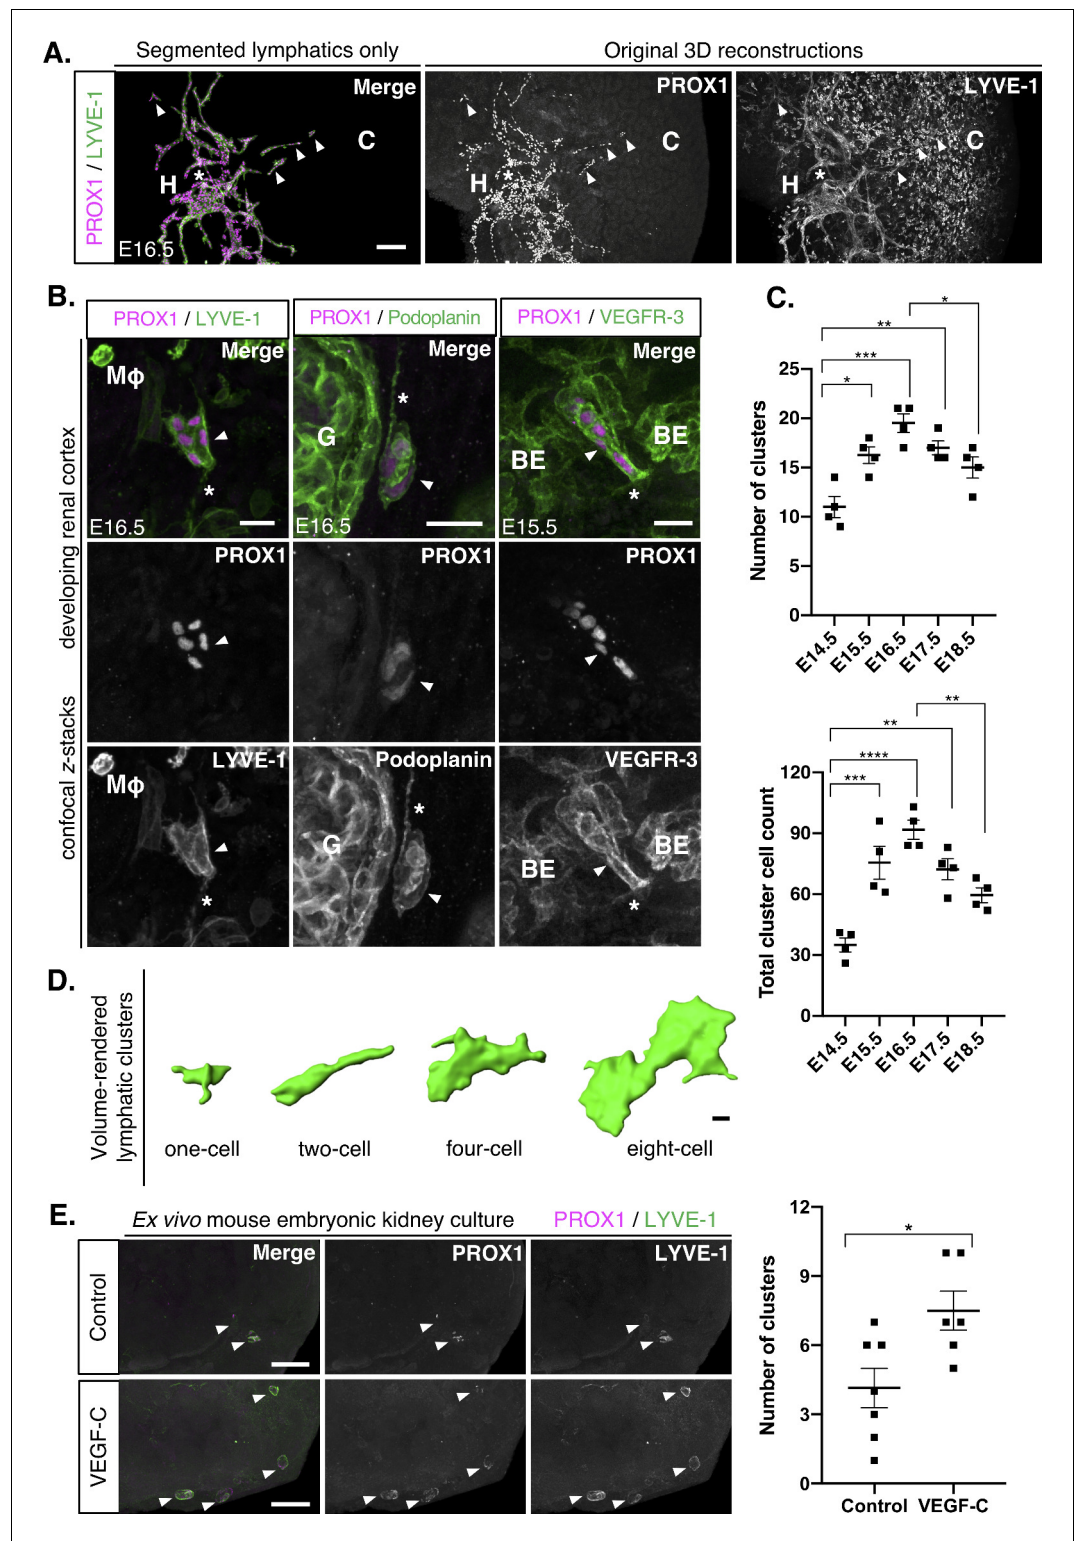 A.
Segmented lymphatics only
Original 3D reconstructions
PROX1 / LYVE-1
Merge
C
H
*
E16.5
PROX1
C
H
*
LYVE-1
C
H
*
B.
developing renal cortex
confocal z-stacks
PROX1 / LYVE-1
PROX1 / Podoplanin
PROX1 / VEGFR-3
Merge
Mϕ
*
E16.5
Merge
*
G
E16.5
Merge
BE
BE
*
E15.5
PROX1
PROX1
PROX1
LYVE-1
Mϕ
*
Podoplanin
*
G
VEGFR-3
BE
BE
*
C.
*
**
***
*
Number of clusters
25
20
15
10
5
0
E14.5
E15.5
E16.5
E17.5
E18.5
**
**
****
***
Total cluster cell count
120
90
60
30
0
E14.5
E15.5
E16.5
E17.5
E18.5
D.
Volume-rendered
lymphatic clusters
one-cell
two-cell
four-cell
eight-cell
E.
Ex vivo mouse embryonic kidney culture
PROX1 / LYVE-1
Control
Merge
PROX1
LYVE-1
VEGF-C
*
Number of clusters
12
9
6
3
0
Control
VEGF-C